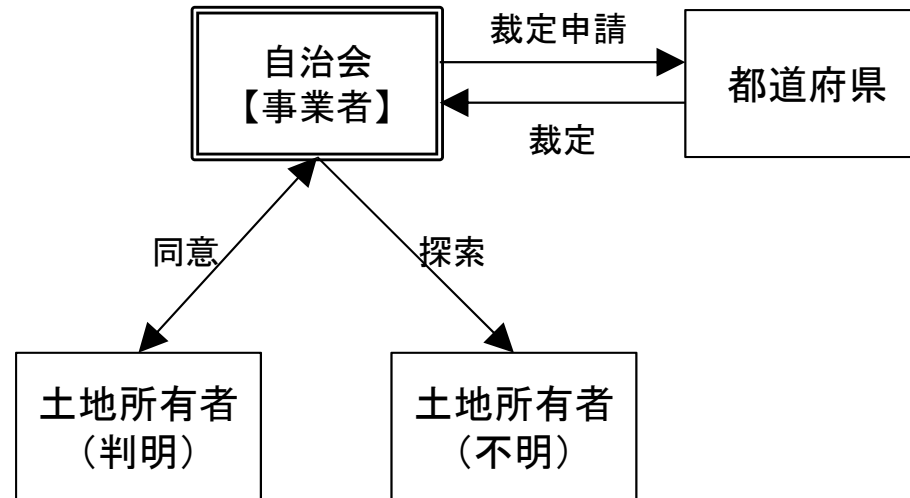 自治会
【事業者】
裁定申請
都道府県
裁定
同意
探索
土地所有者
(判明)
土地所有者
(不明)